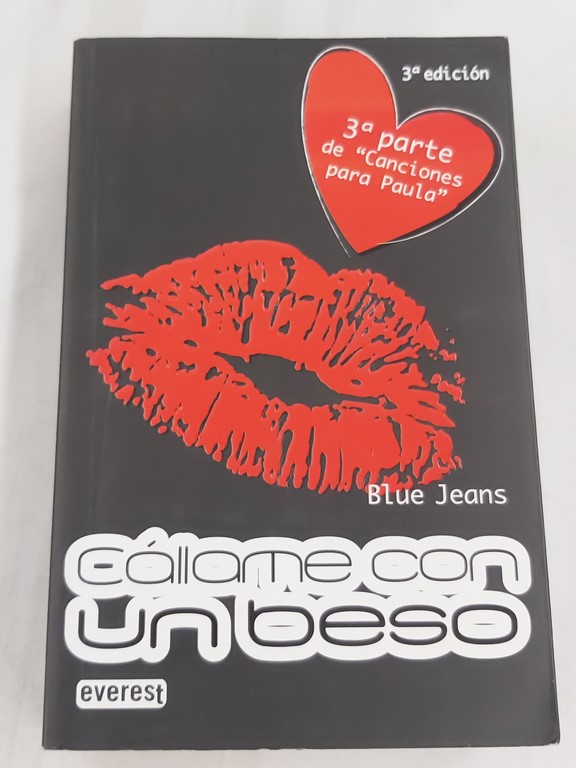 3ª edición
3ª parte
de "Canciones
para Paula"
Blue Jeans
Cállame con
un beso
everest